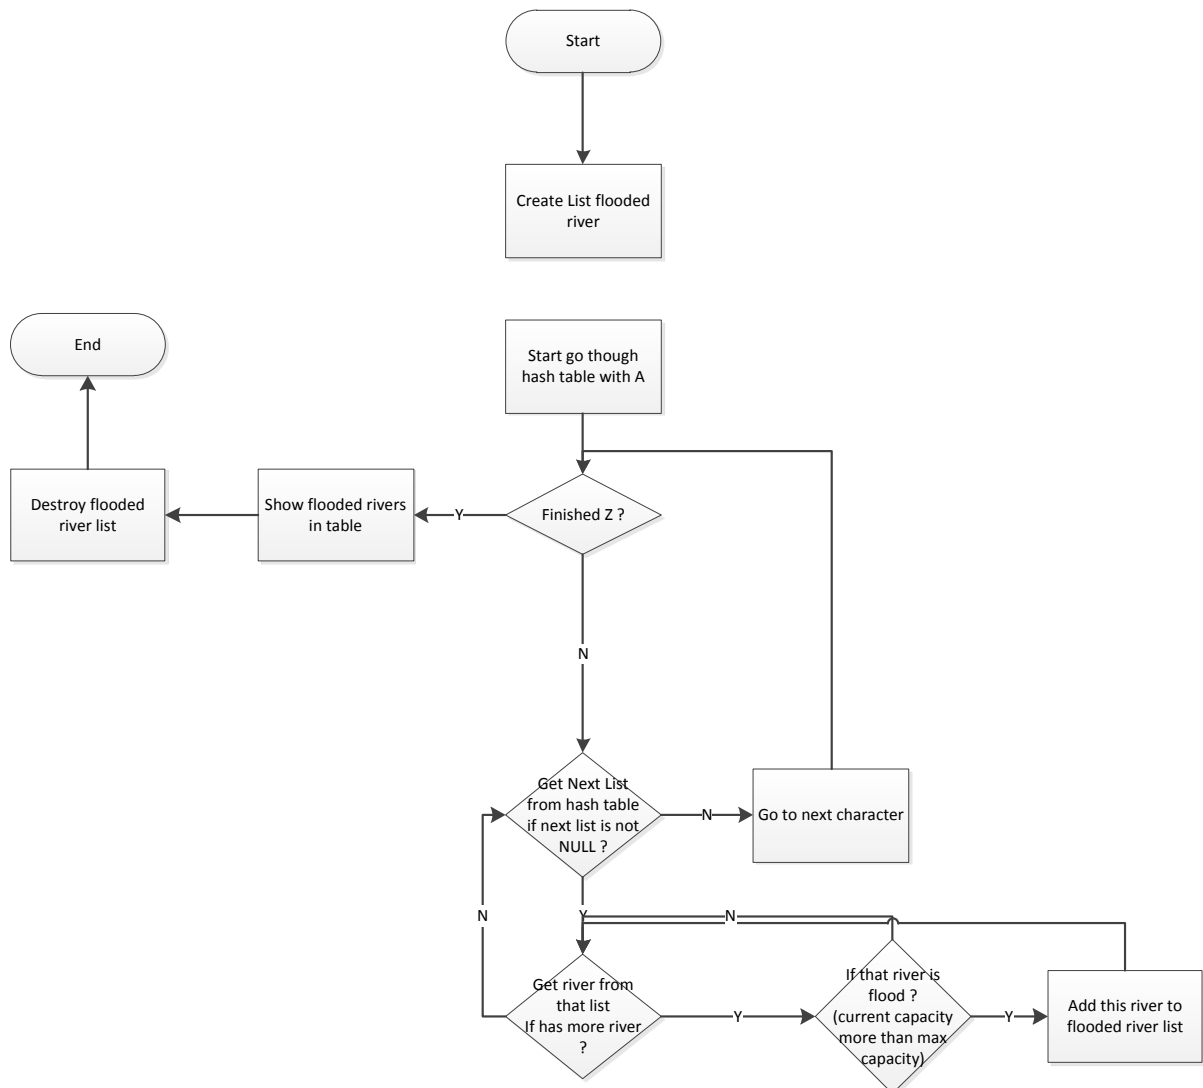 Start
Create List flooded
river
Start go though
hash table with A
End
Destroy flooded
river list
Show flooded rivers
in table
Y
Finished Z ?
N
Get Next List
from hash table
if next list is not
NULL ?
N
Go to next character
N
Y
N
Get river from
that list
If has more river
?
Y
If that river is
flood ?
(current capacity
more than max
capacity)
Y
Add this river to
flooded river list